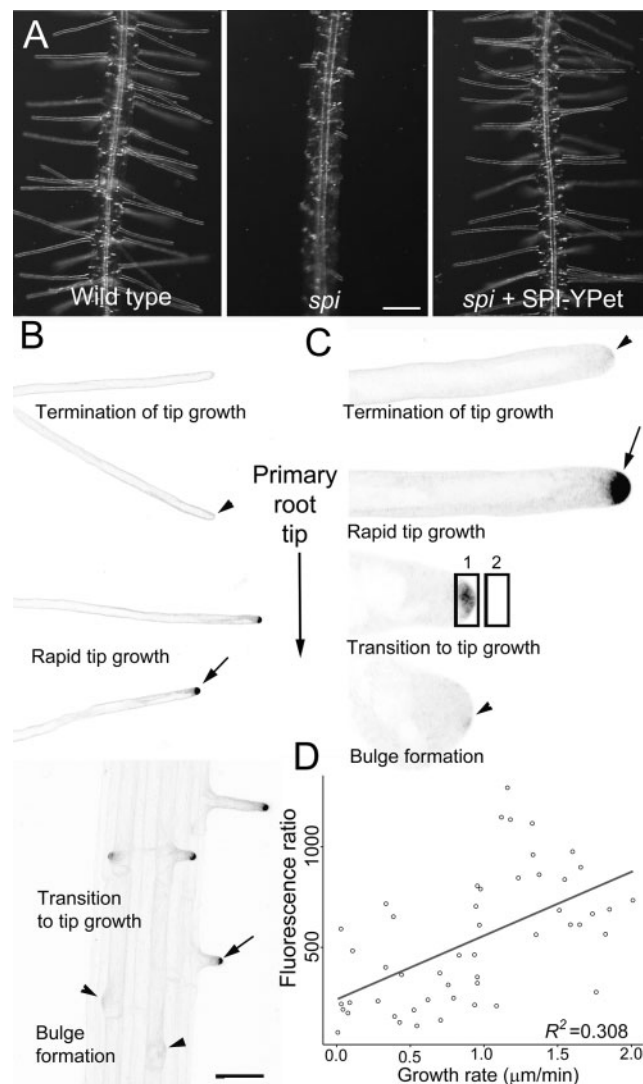 A
Wild type
spi
spi + SPI-YPet
B
Termination of tip growth
Rapid tip growth
Transition
to tip growth
Bulge
formation
Primary
root
tip
C
Termination of tip growth
Rapid tip growth
1 2
Transition to tip growth
Bulge formation
D
Fluorescence ratio
1000
500
R²=0.308
0.0 0.5 1.0 1.5 2.0
Growth rate (μm/min)